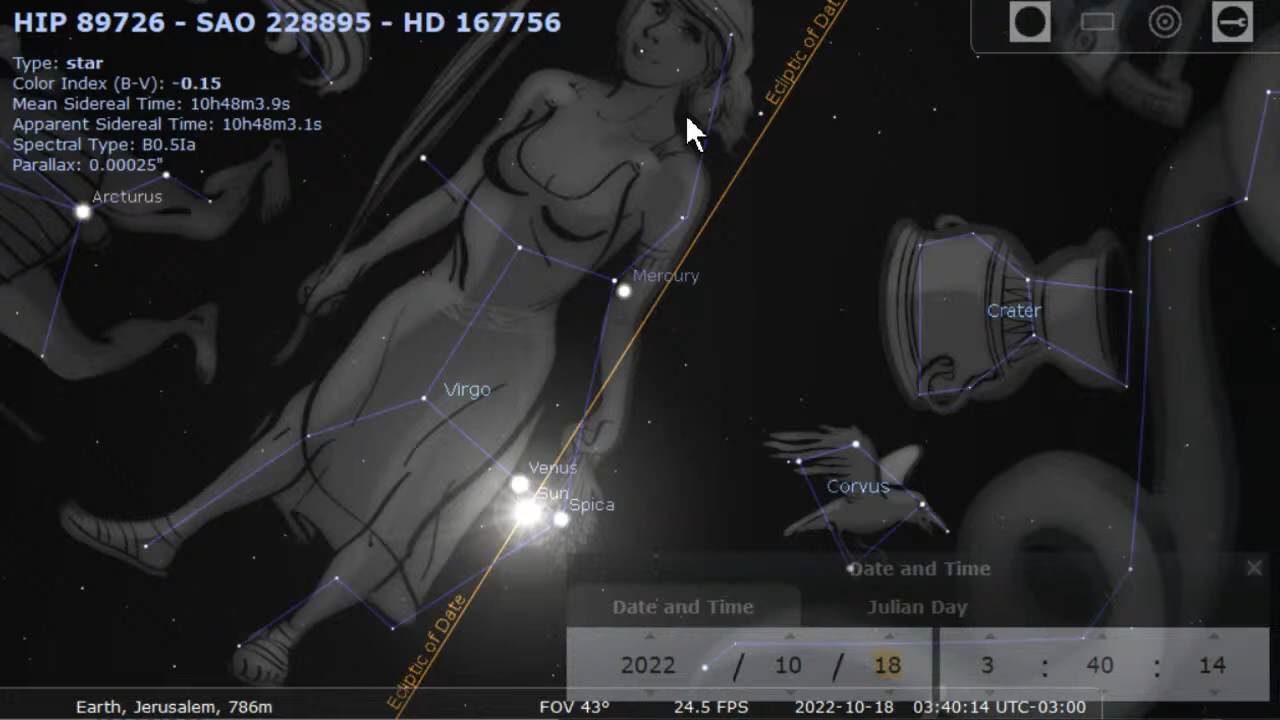 HIP 89726 - SAO 228895 - HD 167756
Type: star
Color Index (B-V): -0.15
Mean Sidereal Time: 10h48m3.9s
Apparent Sidereal Time: 10h48m3.1s
Spectral Type: B0.5Ia
Parallax: 0.00025"
Ecliptic of Dat
Arcturus
Mercury
Crater
Virgo
Venus
Sun
Spica
Corvus
Ecliptic of Date
Date and Time
Date and Time
Julian Day
2022 / 10 / 18 3 : 40 : 14
Earth, Jerusalem, 786m FOV 43° 24.5 FPS 2022-10-18 03:40:14 UTC-03:00